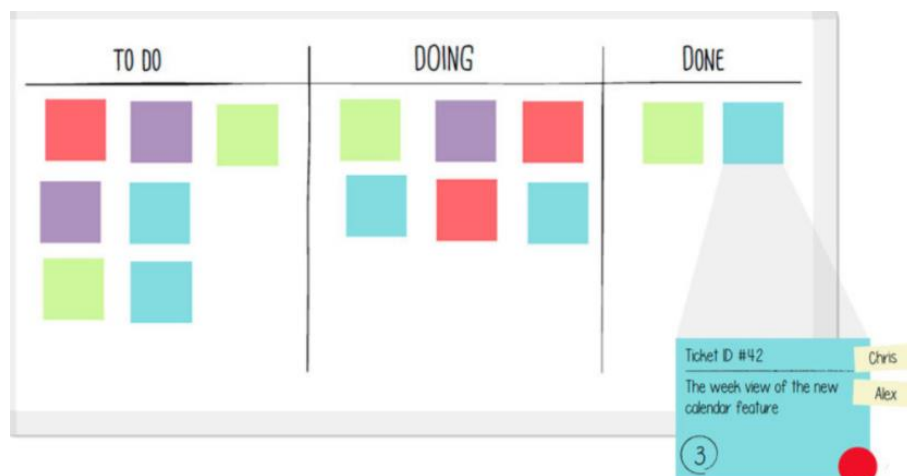 TO DO
DOING
DONE
Ticket ID #42
Chris
The week view of the new
calendar feature
Alex
3